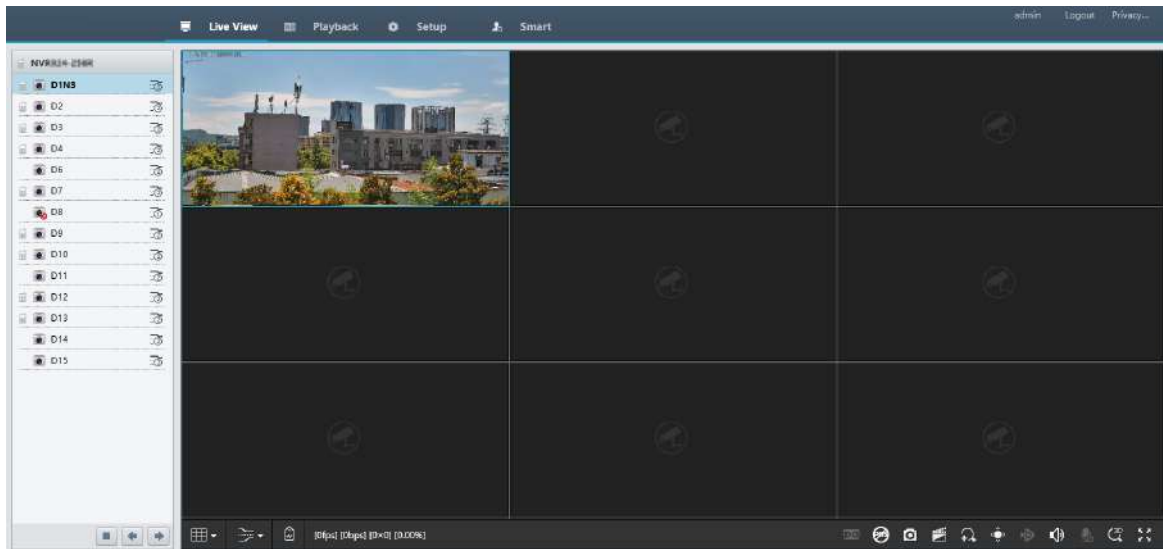 Live View
Playback
Setup
Smart
admin
Logout
Privacy...
D1N3
D2
D3
D4
D6
D7
D8
D9
D10
D11
D12
D13
D14
D15
[0fps] [0bps] [0×0] [0.00%]